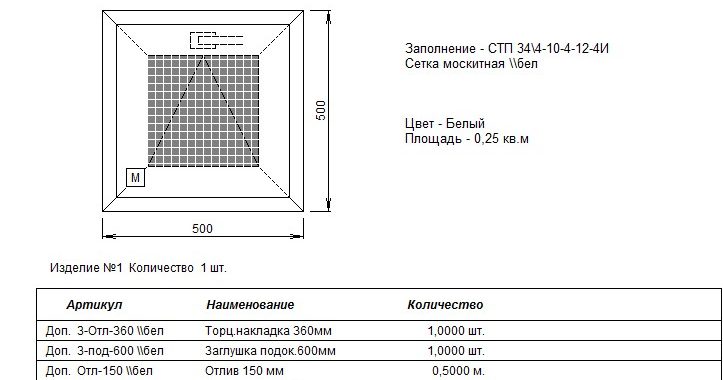 Заполнение - СТП 34\4-10-4-12-4И
Сетка москитная \\бел
500
Цвет - Белый
Площадь - 0,25 кв.м
М
500
Изделие №1 Количество 1 шт.
Артикул Наименование Количество
Доп. З-Отл-360 \\бел Торц.накладка 360мм 1,0000 шт.
Доп. З-под-600 \\бел Заглушка подок.600мм 1,0000 шт.
Доп. Отл-150 \\бел Отлив 150 мм 0,5000 м.